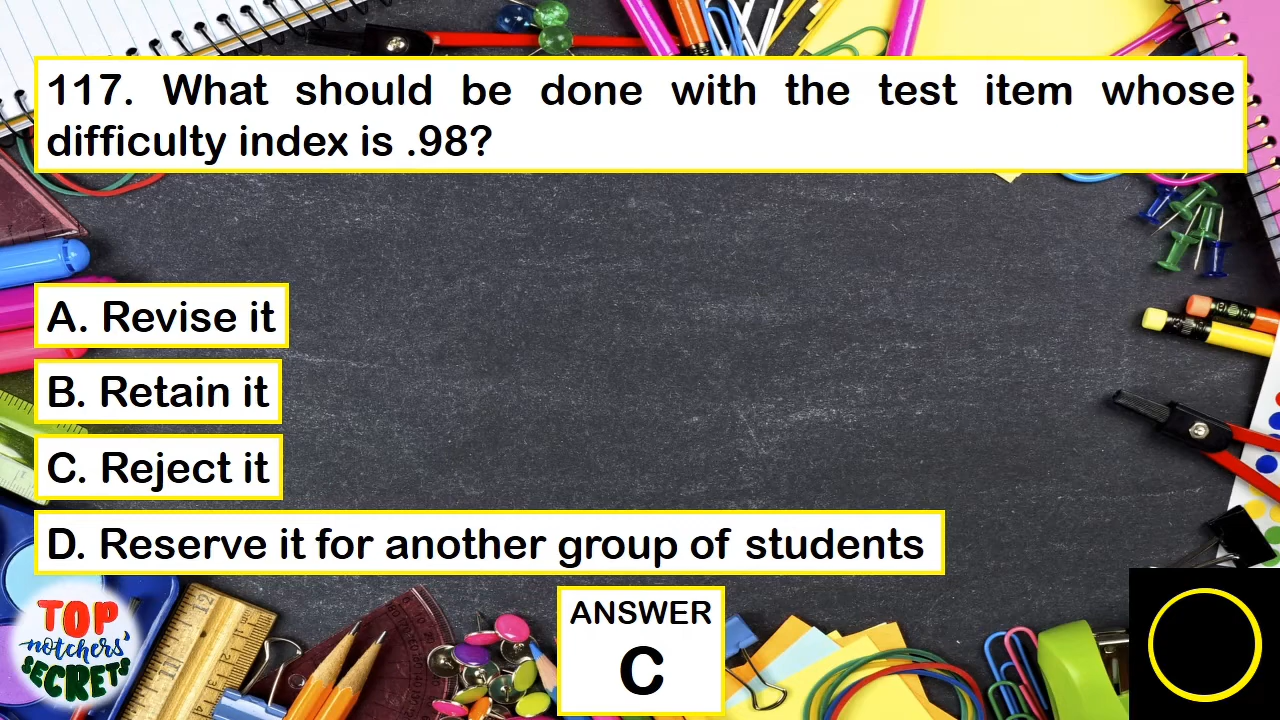 117. What should be done with the test item whose
difficulty index is .98?
A. Revise it
B. Retain it
C. Reject it
D. Reserve it for another group of students
TOP
notchers'
SECRETS
ANSWER
C